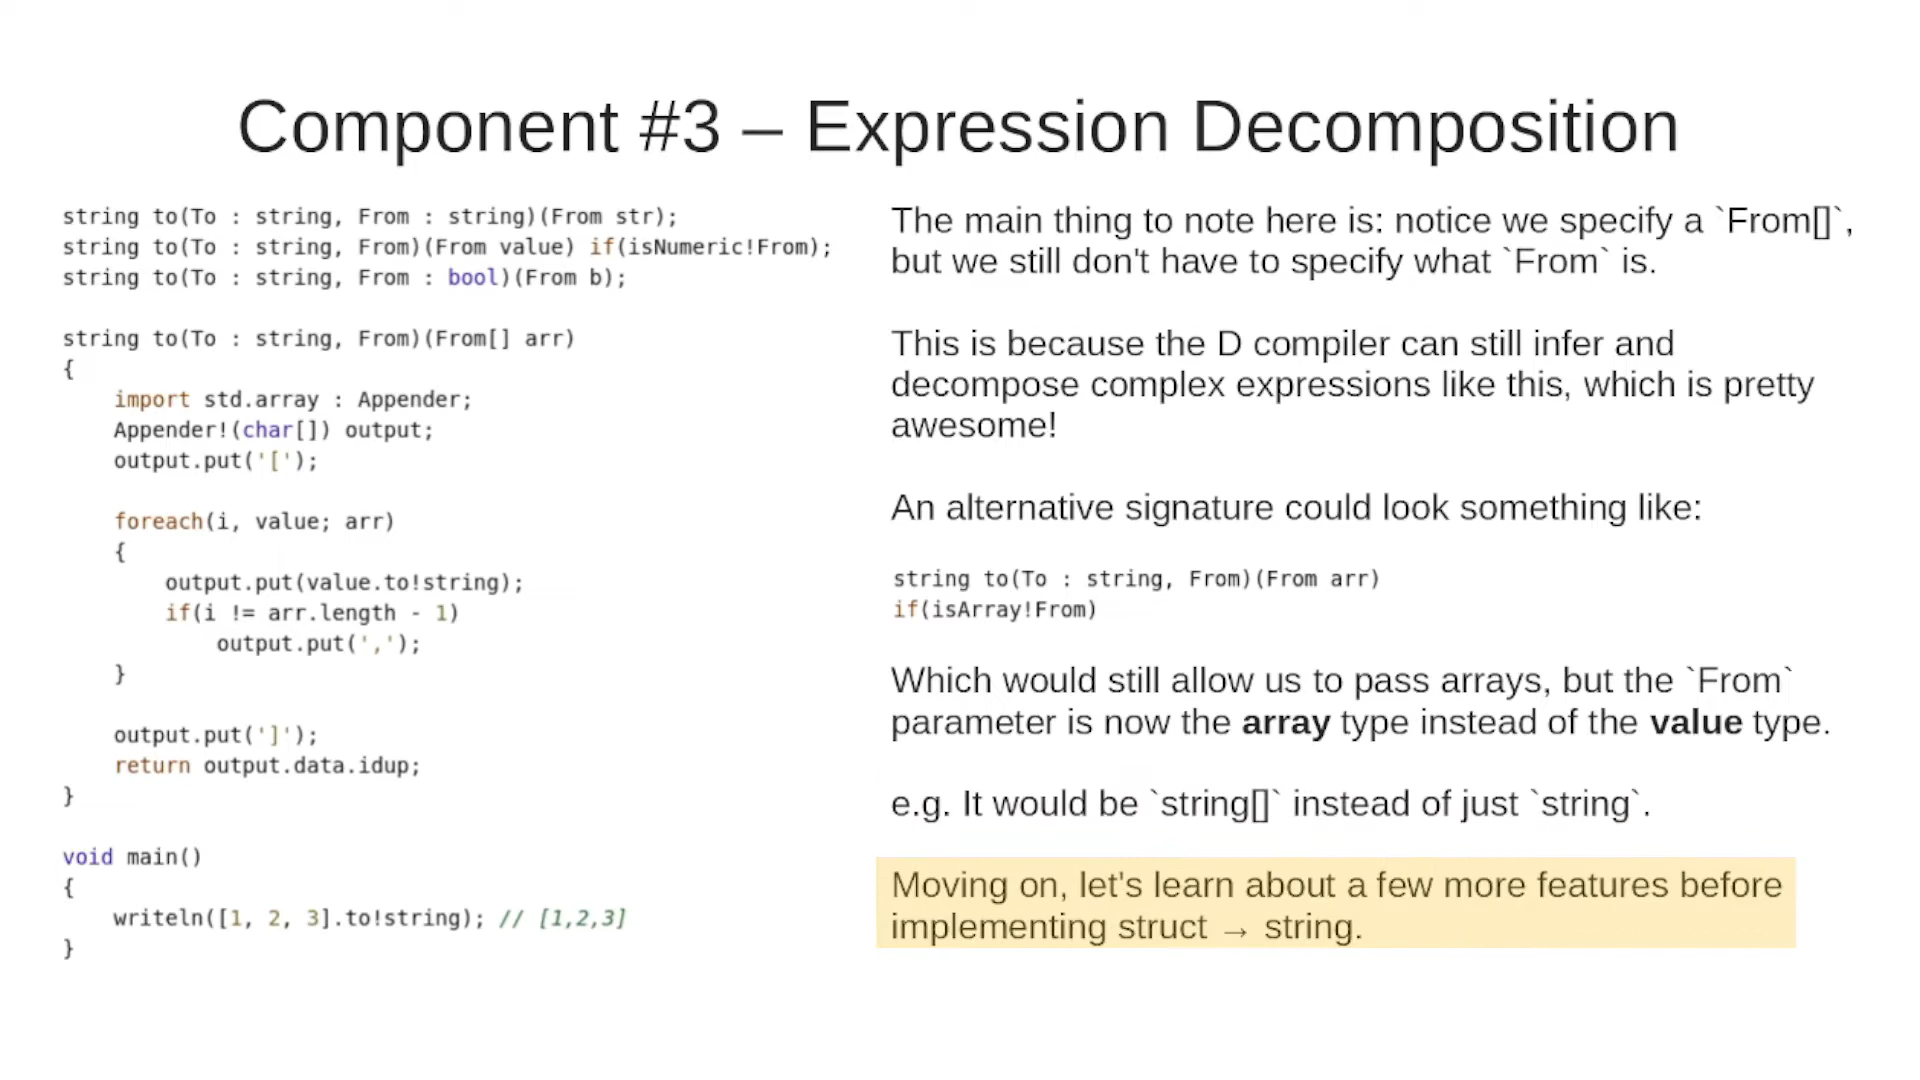 Component #3 – Expression Decomposition
string to(To : string, From : string)(From str);
string to(To : string, From)(From value) if(isNumeric!From);
string to(To : string, From : bool)(From b);
string to(To : string, From)(From[] arr)
{
    import std.array : Appender;
    Appender!(char[]) output;
    output.put('[');
    foreach(i, value; arr)
    {
        output.put(value.to!string);
        if(i != arr.length - 1)
            output.put(',');
    }
    output.put(']');
    return output.data.idup;
}
void main()
{
    writeln([1, 2, 3].to!string); // [1,2,3]
}
The main thing to note here is: notice we specify a `From[]`,
but we still don't have to specify what `From` is.
This is because the D compiler can still infer and
decompose complex expressions like this, which is pretty
awesome!
An alternative signature could look something like:
string to(To : string, From)(From arr)
if(isArray!From)
Which would still allow us to pass arrays, but the `From`
parameter is now the array type instead of the value type.
e.g. It would be `string[]` instead of just `string`.
Moving on, let's learn about a few more features before
implementing struct → string.